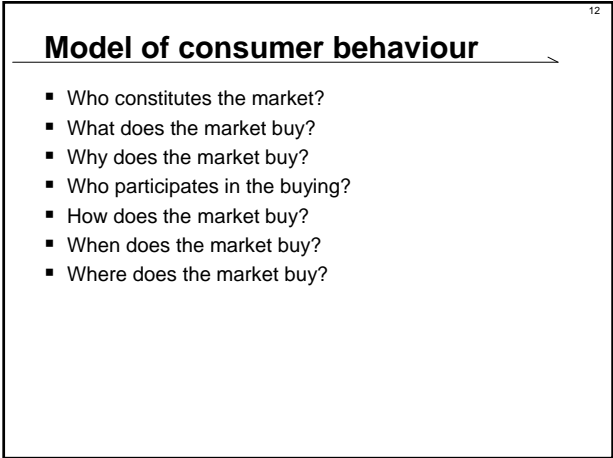 12
Model of consumer behaviour
▪ Who constitutes the market?
▪ What does the market buy?
▪ Why does the market buy?
▪ Who participates in the buying?
▪ How does the market buy?
▪ When does the market buy?
▪ Where does the market buy?